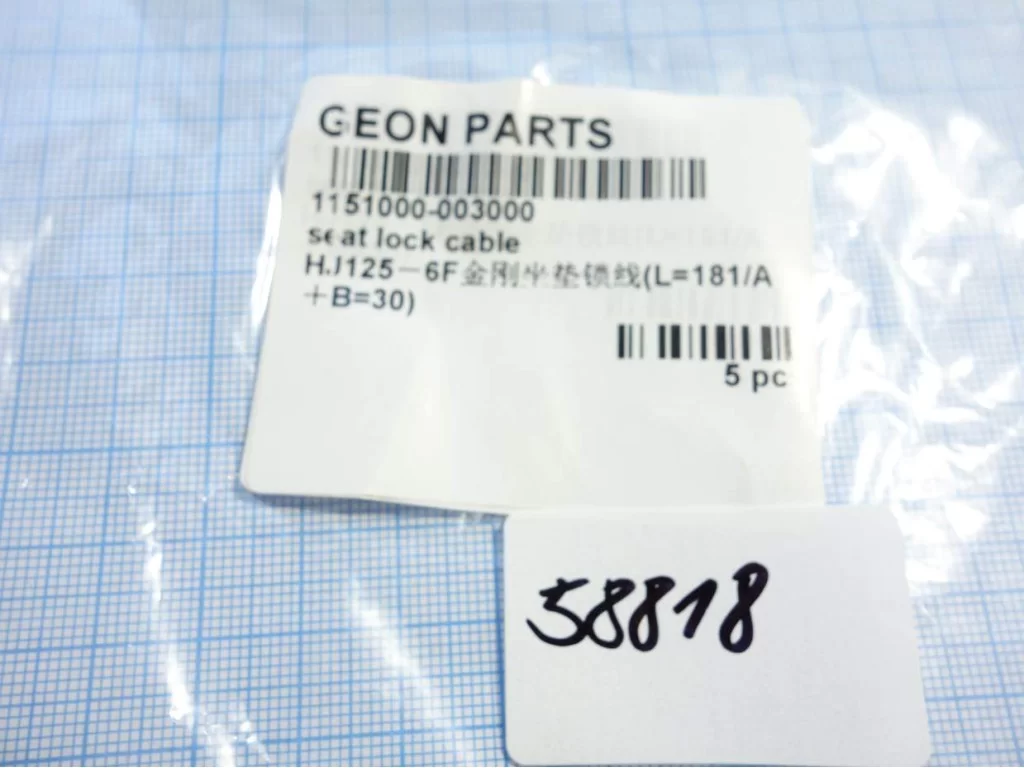 GEON PARTS
1151000-003000
seat lock cable
HJ125-6F金刚坐垫锁线(L=181/A
+B=30)
5 pc
58818